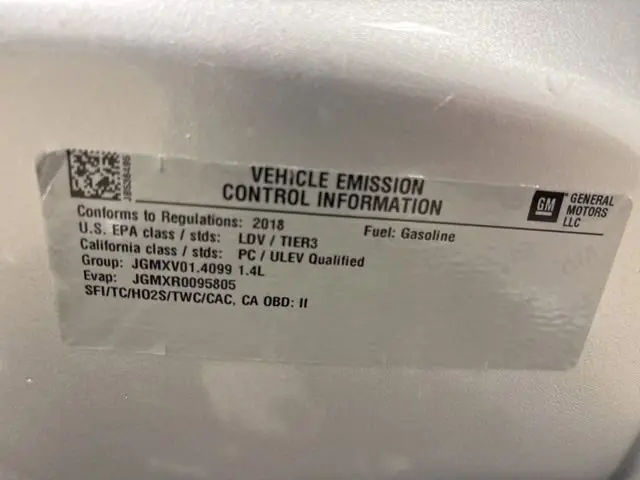 VEHICLE EMISSION
CONTROL INFORMATION
GM
GENERAL
MOTORS
LLC
Conforms to Regulations: 2018 Fuel: Gasoline
U.S. EPA class / stds: LDV / TIER3
California class / stds: PC / ULEV Qualified
Group: JGMXV01.4099 1.4L
Evap: JGMXR0095805
SFI/TC/HO2S/TWC/CAC, CA OBD: II